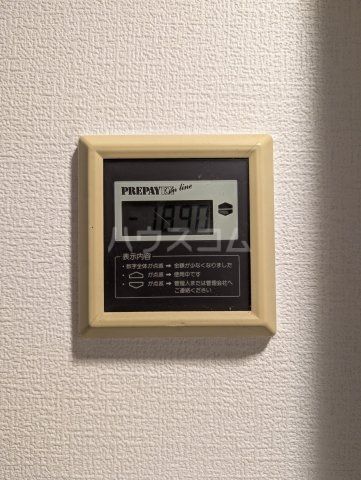 PREPAY
line
ハウスコム
表示内容
・数字全体が点滅 ➡ 金額が少なくなりました
・ が点滅 ➡ 使用中です
・ が点滅 ➡ 管理人または管理会社へ
ご連絡ください